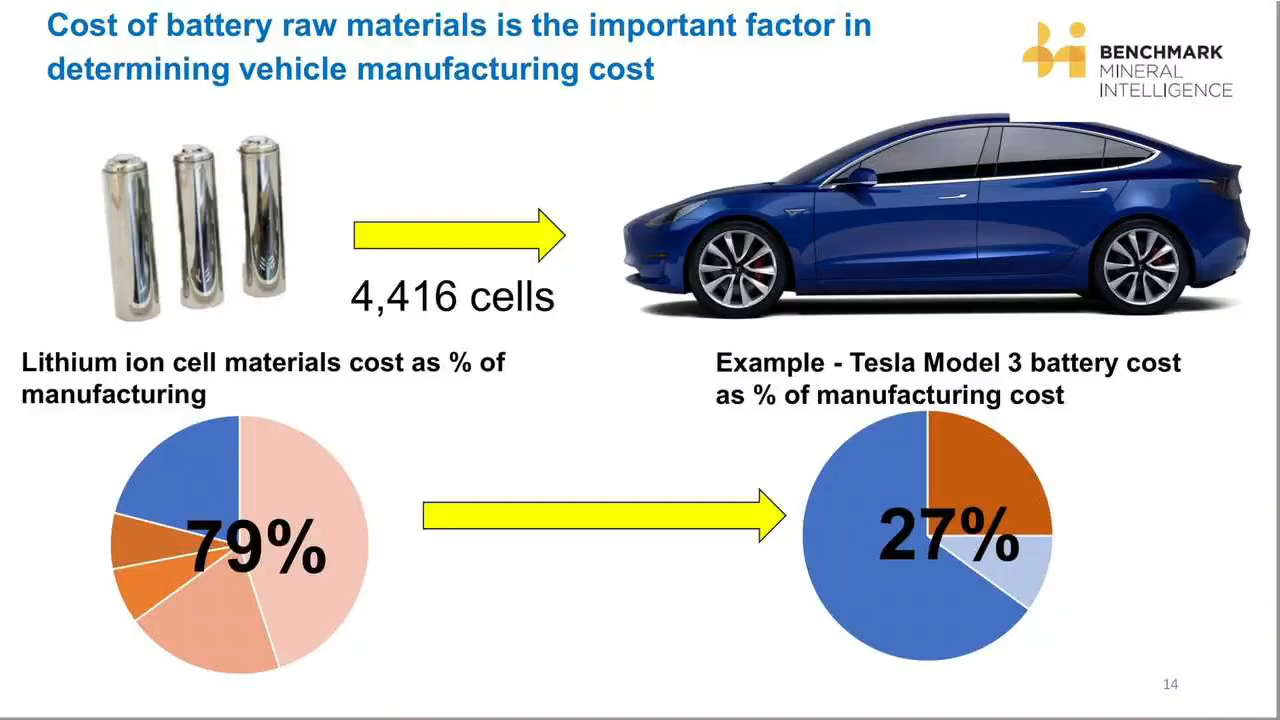 Cost of battery raw materials is the important factor in
determining vehicle manufacturing cost
BENCHMARK
MINERAL
INTELLIGENCE
4,416 cells
Lithium ion cell materials cost as % of
manufacturing
Example - Tesla Model 3 battery cost
as % of manufacturing cost
79%
27%
14